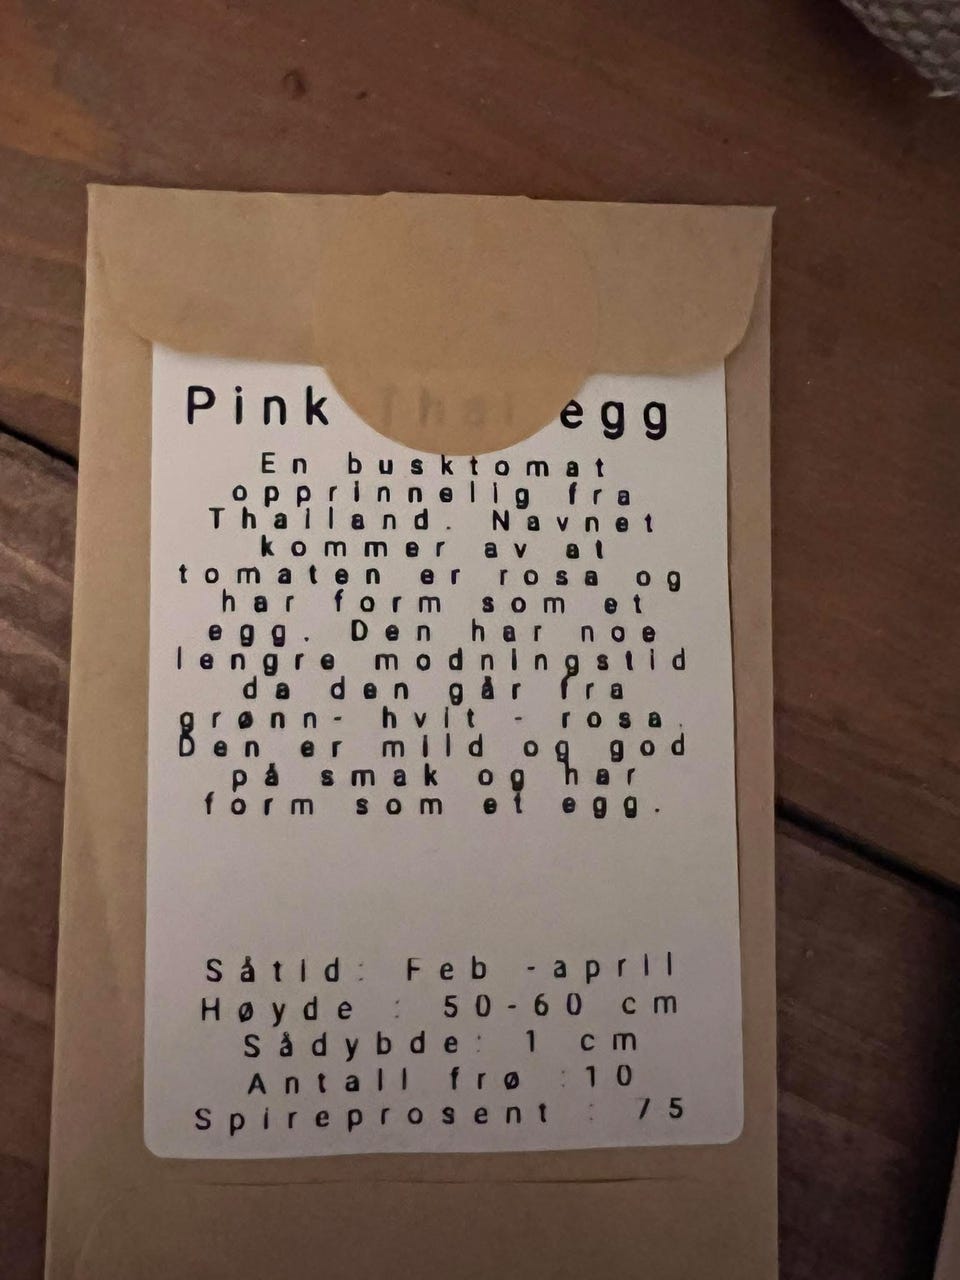 Pink Thai egg
En busktomat
opprinnelig fra
Thailand. Navnet
kommer av at
tomaten er rosa og
har form som et
egg. Den har noe
lengre modningstid
da den går fra
grønn- hvit - rosa.
Den er mild og god
på smak og har
form som et egg.
Såtid: Feb -april
Høyde : 50-60 cm
Sådybde: 1 cm
Antall frø :10
Spireprosent : 75